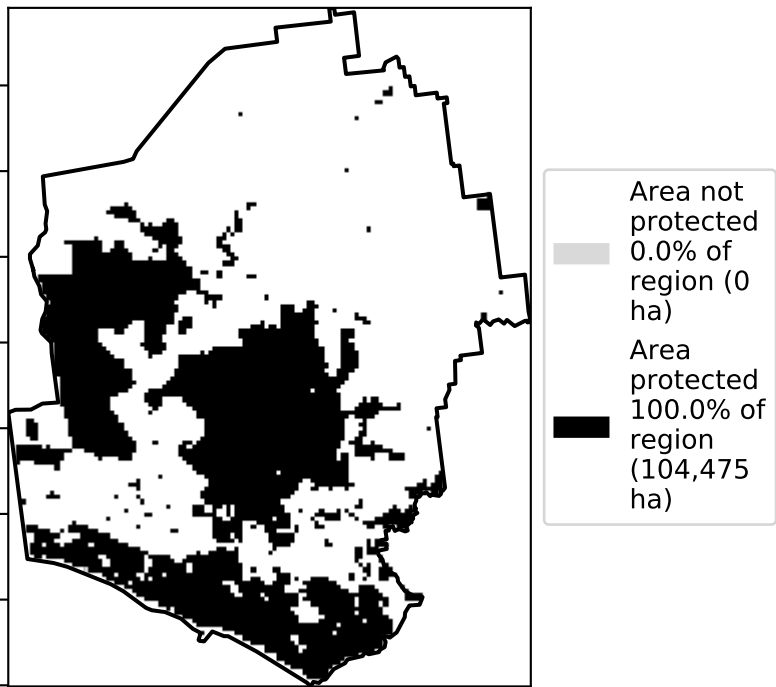 Area not
protected
0.0% of
region (0
ha)
Area
protected
100.0% of
region
(104,475
ha)